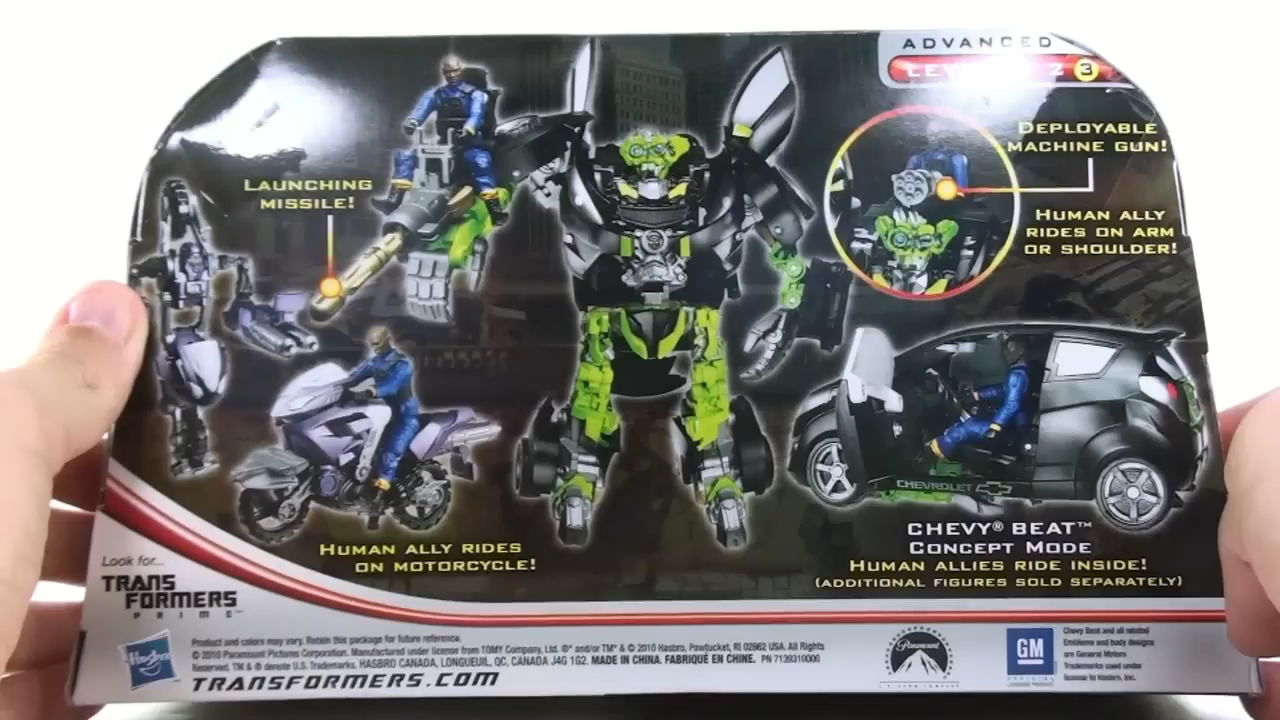 ADVANCED
2 3
DEPLOYABLE
MACHINE GUN!
LAUNCHING
MISSILE!
HUMAN ALLY
RIDES ON ARM
OR SHOULDER!
CHEVROLET
CHEVY® BEAT™
CONCEPT MODE
HUMAN ALLIES RIDE INSIDE!
(ADDITIONAL FIGURES SOLD SEPARATELY)
HUMAN ALLY RIDES
ON MOTORCYCLE!
Look for...
TRANS
FORMERS
PRIME™
Hasbro
Product and colors may vary. Retain this package for future reference.
© 2010 Paramount Pictures Corporation. Manufactured under license from TOMY Company, Ltd. ®* and/or TM* & © 2010 Hasbro, Pawtucket, RI 02862 USA. All Rights
Reserved. TM & ® denote U.S. Trademarks. HASBRO CANADA, LONGUEUIL, QC, CANADA J4G 1G2. MADE IN CHINA. FABRIQUÉ EN CHINE. PN 7139310000
TRANSFORMERS.COM
Paramount
GM
Chevy Beat and all related
Emblems and body designs
are General Motors
Trademarks used under
license to Hasbro, Inc.